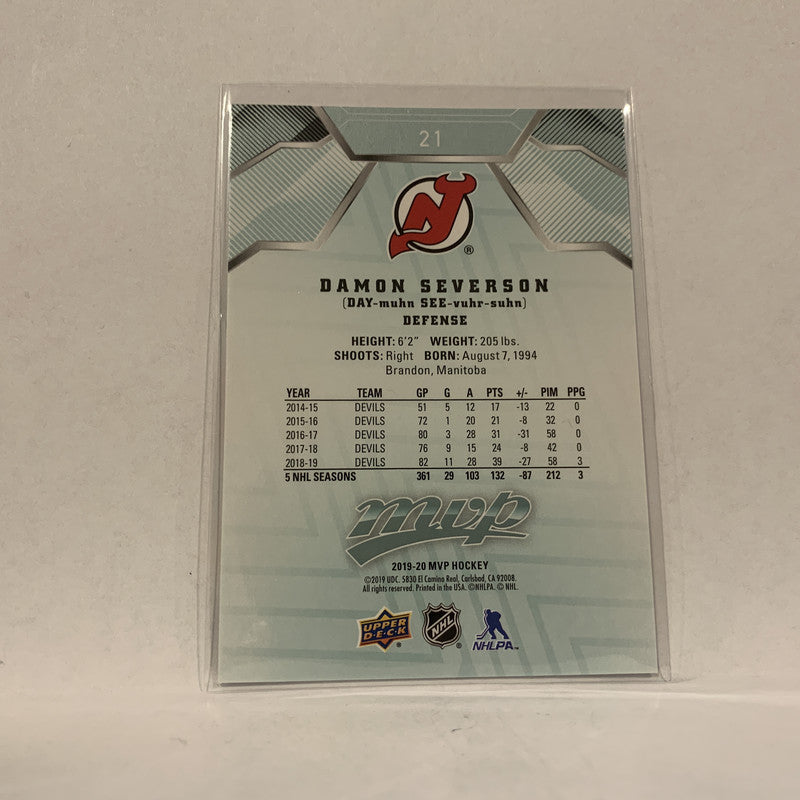 21
NJ
®
DAMON SEVERSON
(DAY-muhn SEE-vuhr-suhn)
DEFENSE
HEIGHT: 6'2" WEIGHT: 205 lbs.
SHOOTS: Right BORN: August 7, 1994
Brandon, Manitoba
YEAR TEAM GP G A PTS +/- PIM PPG
2014-15 DEVILS 51 5 12 17 -13 22 0
2015-16 DEVILS 72 1 20 21 -8 32 0
2016-17 DEVILS 80 3 28 31 -31 58 0
2017-18 DEVILS 76 9 15 24 -8 42 0
2018-19 DEVILS 82 11 28 39 -27 58 3
5 NHL SEASONS 361 29 103 132 -87 212 3
mvp
2019-20 MVP HOCKEY
©2019 UDC. 5830 El Camino Real, Carlsbad, CA 92008.
All rights reserved. Printed in the USA. ©NHLPA. © NHL.
UPPER DECK® NHL® NHLPA™